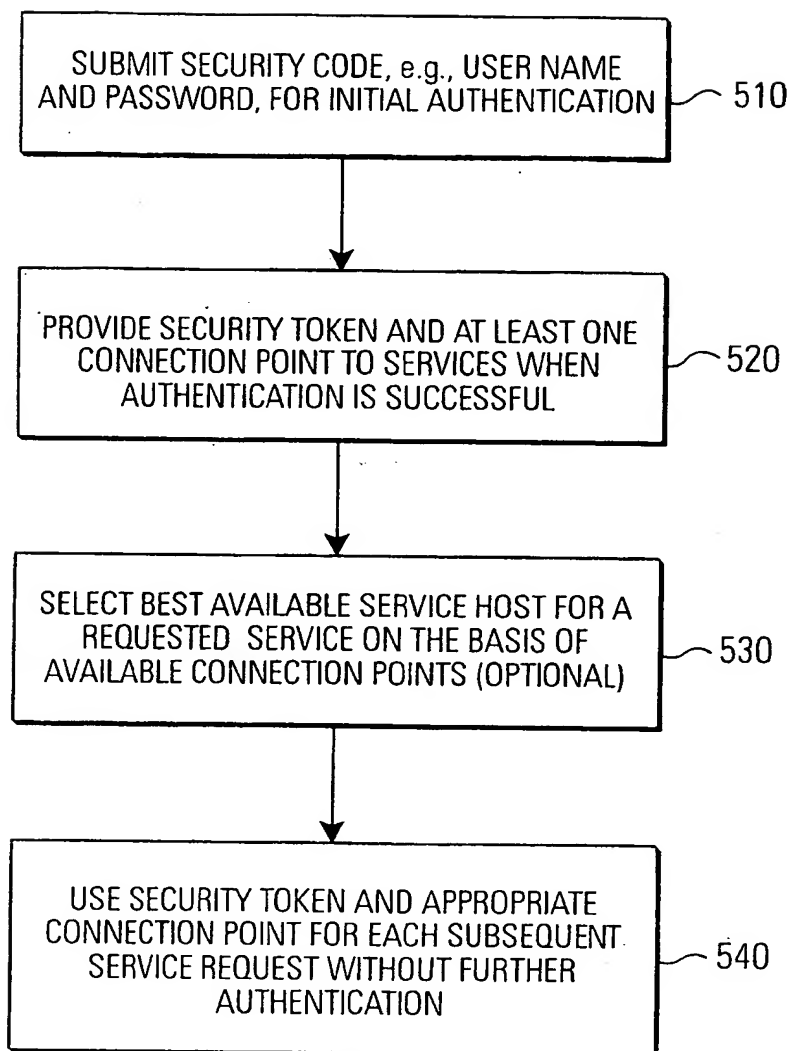 SUBMIT SECURITY CODE, e.g., USER NAME
AND PASSWORD, FOR INITIAL AUTHENTICATION
510
PROVIDE SECURITY TOKEN AND AT LEAST ONE
CONNECTION POINT TO SERVICES WHEN
AUTHENTICATION IS SUCCESSFUL
520
SELECT BEST AVAILABLE SERVICE HOST FOR A
REQUESTED SERVICE ON THE BASIS OF
AVAILABLE CONNECTION POINTS (OPTIONAL)
530
USE SECURITY TOKEN AND APPROPRIATE
CONNECTION POINT FOR EACH SUBSEQUENT
SERVICE REQUEST WITHOUT FURTHER
AUTHENTICATION
540